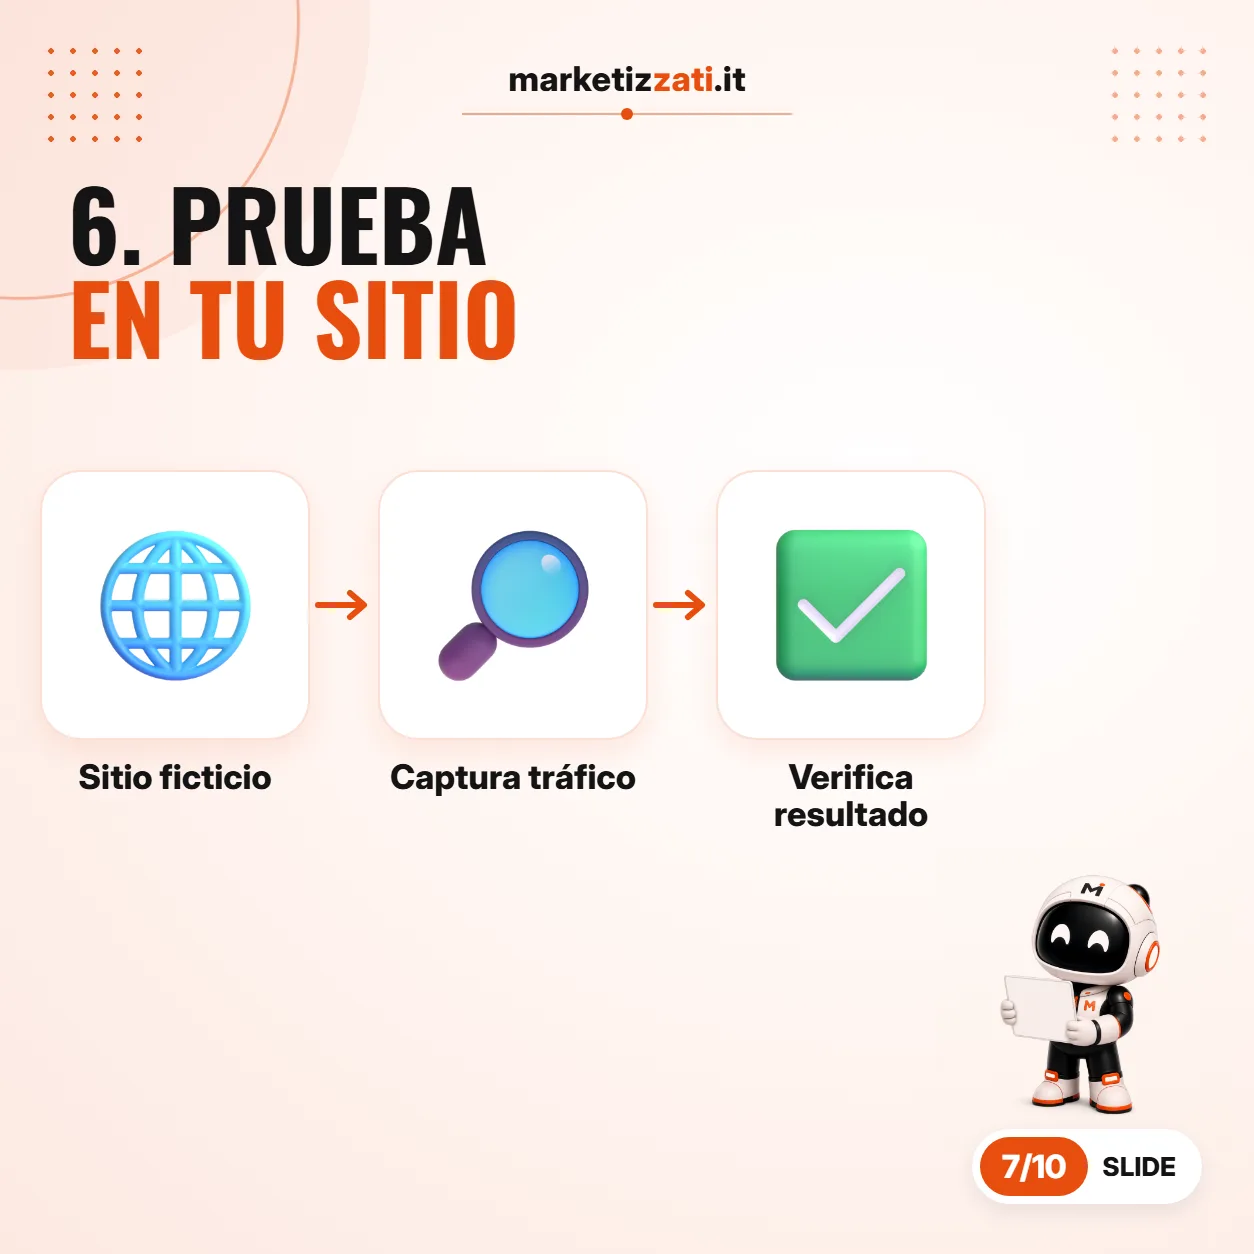 marketizzati.it
6. PRUEBA
EN TU SITIO
Sitio ficticio
Captura tráfico
Verifica
resultado
M
M
7/10 SLIDE